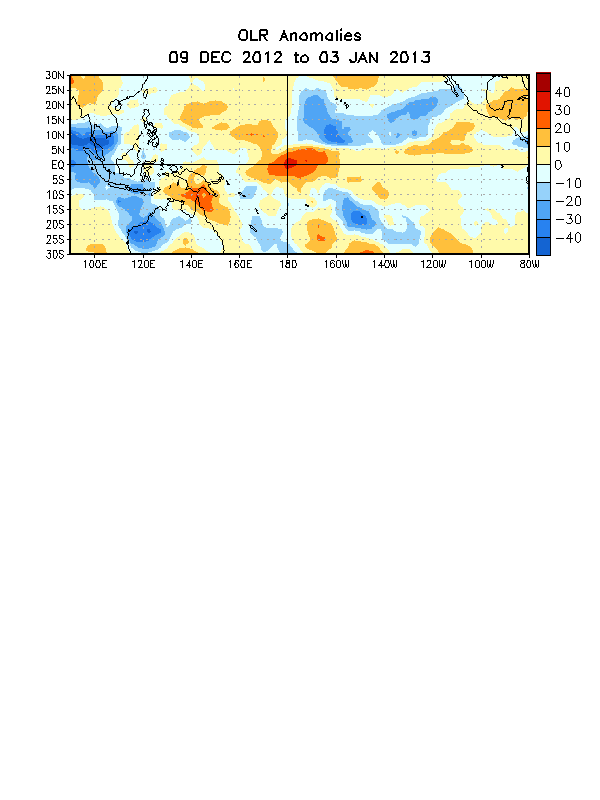 OLR Anomalies
09 DEC 2012 to 03 JAN 2013
30N
25N
20N
15N
10N
5N
EQ
5S
10S
15S
20S
25S
30S
100E 120E 140E 160E 180 160W 140W 120W 100W 80W
40
30
20
10
0
-10
-20
-30
-40